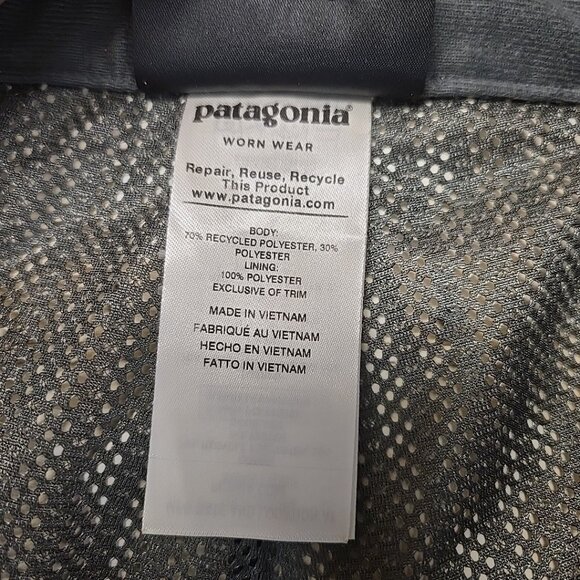 patagonia®
WORN WEAR
Repair, Reuse, Recycle
This Product
www.patagonia.com
BODY:
70% RECYCLED POLYESTER, 30%
POLYESTER
LINING:
100% POLYESTER
EXCLUSIVE OF TRIM
MADE IN VIETNAM
FABRIQUÉ AU VIETNAM
HECHO EN VIETNAM
FATTO IN VIETNAM